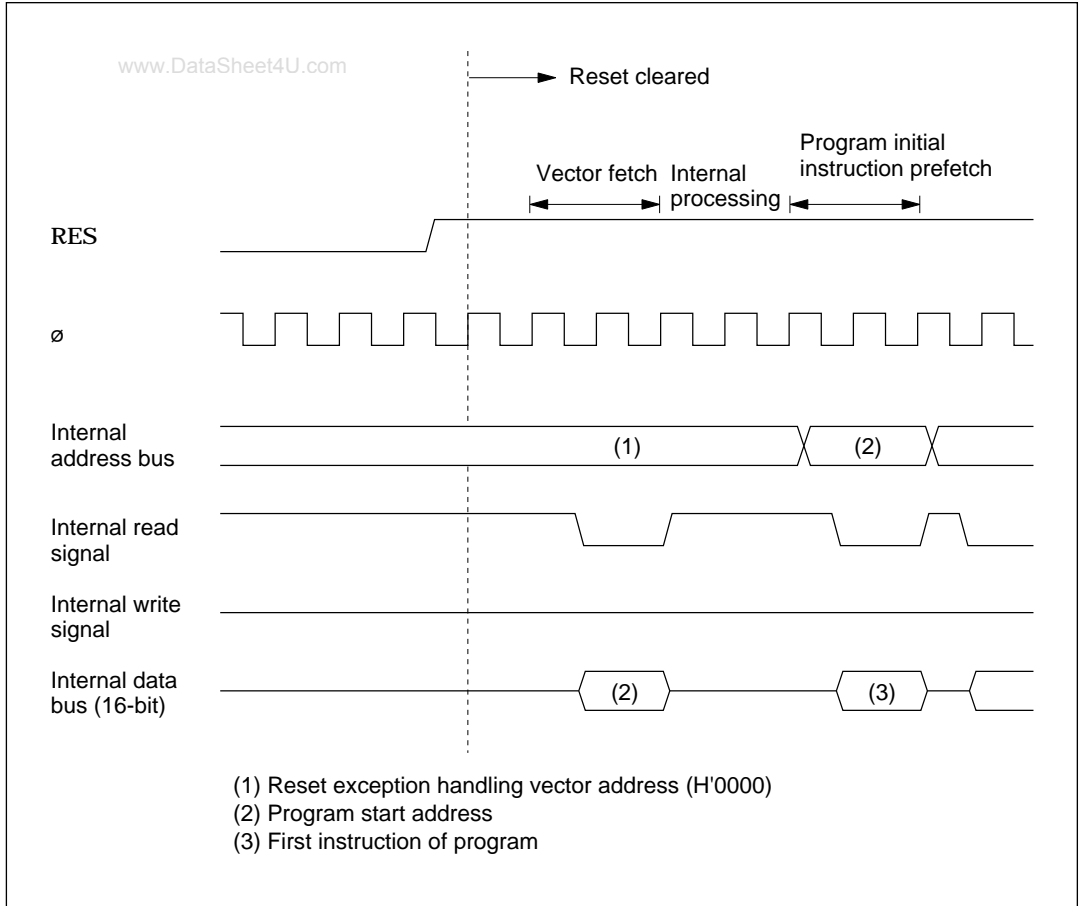 www.DataSheet4U.com
Reset cleared
Vector fetch
Internal
processing
Program initial
instruction prefetch
RES
ø
Internal
address bus
(1)
(2)
Internal read
signal
Internal write
signal
Internal data
bus (16-bit)
(2)
(3)
(1) Reset exception handling vector address (H'0000)
(2) Program start address
(3) First instruction of program